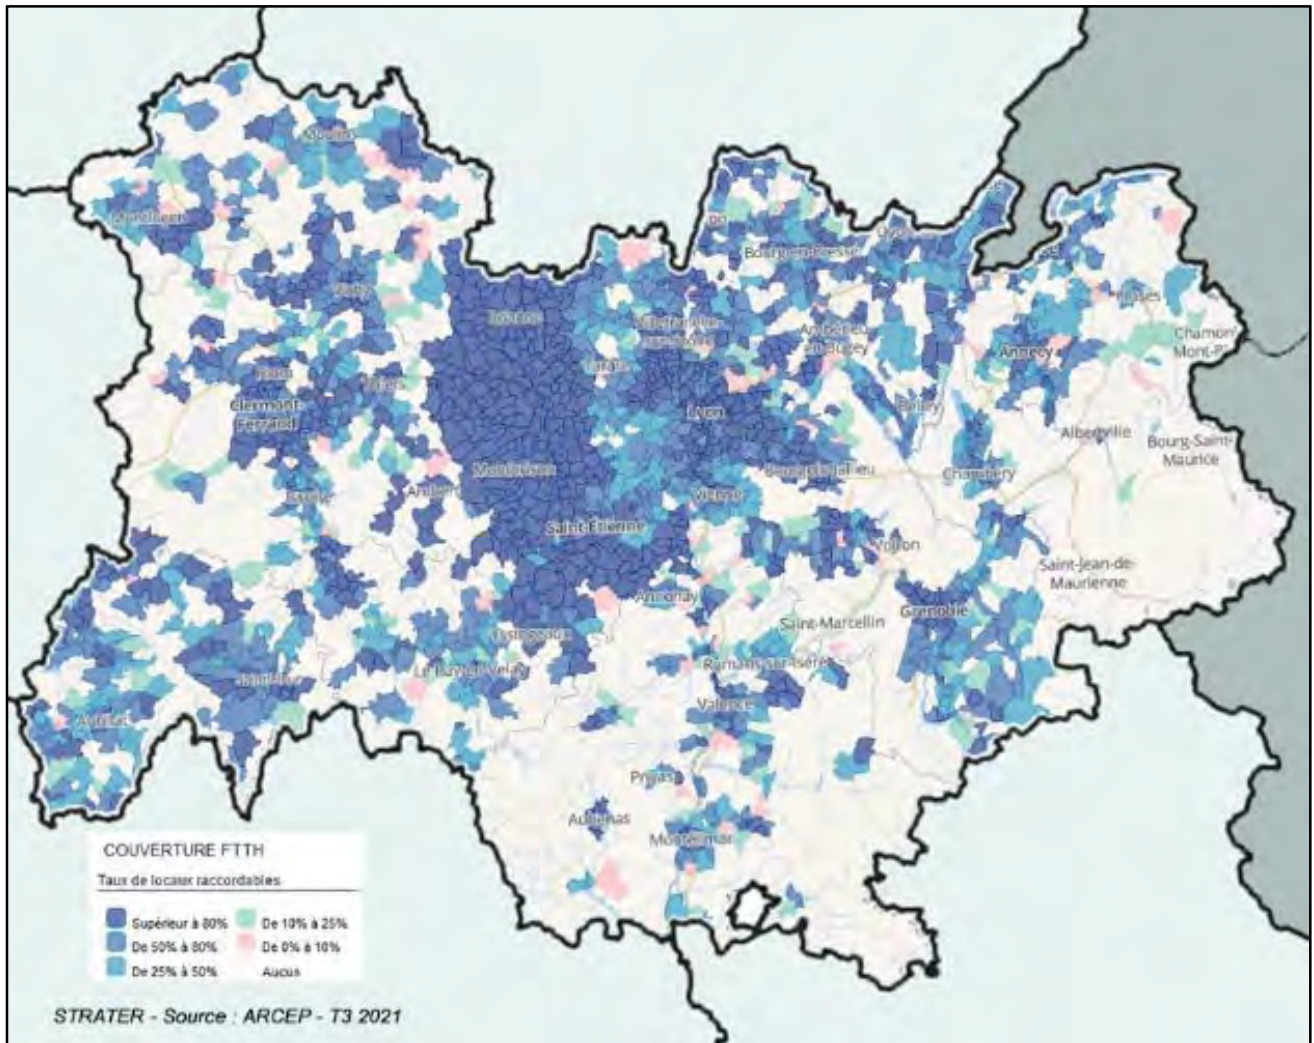 Moulins
Montluçon
Bourg-en-Bresse
Vichy
Roanne
Villefranche-
sur-Saône
Ambérieu-
en-Bugey
Cluses
Chamon
Mont-Bl
Annecy
Riom
Thiers
Tarare
Clermont-
Ferrand
Lyon
Belley
Albertville
Bourg-Saint-
Maurice
Montbrison
Bourgoin-Jallieu
Chambéry
Ambert
Issoire
Vienne
Saint-Étienne
Voiron
Saint-Jean-de-
Maurienne
Annonay
Grenoble
Saint-Marcellin
Yssingeaux
Romans-sur-Isère
Le Puy-en-Velay
Saint-Flour
Valence
Aurillac
Privas
Aubenas
Montélimar
COUVERTURE FTTH
Taux de locaux raccordables
Supérieur à 80%
De 10% à 25%
De 50% à 80%
De 0% à 10%
De 25% à 50%
Aucun
STRATER - Source : ARCEP - T3 2021